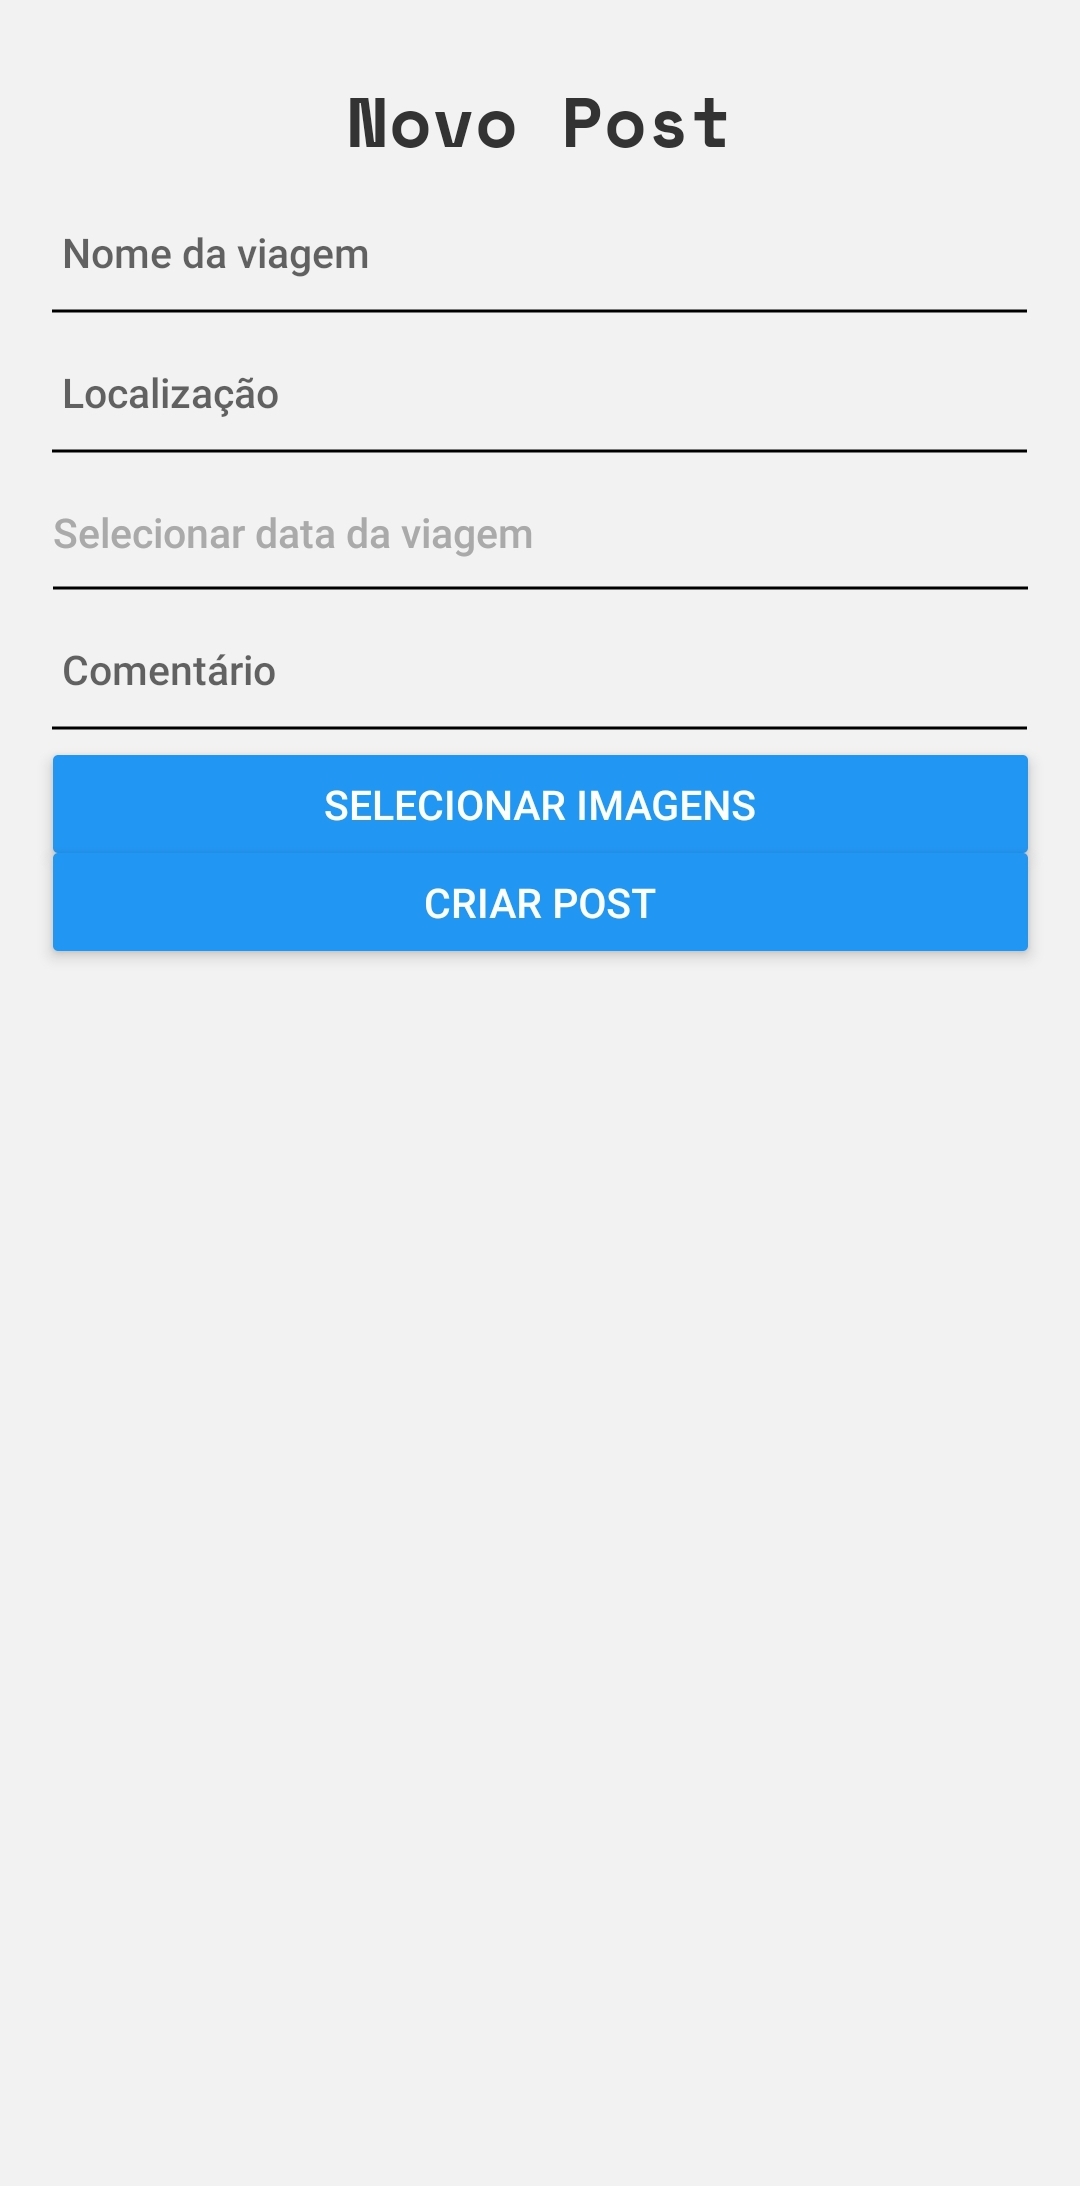 Novo Post
Nome da viagem
Localização
Selecionar data da viagem
Comentário
SELECIONAR IMAGENS
CRIAR POST